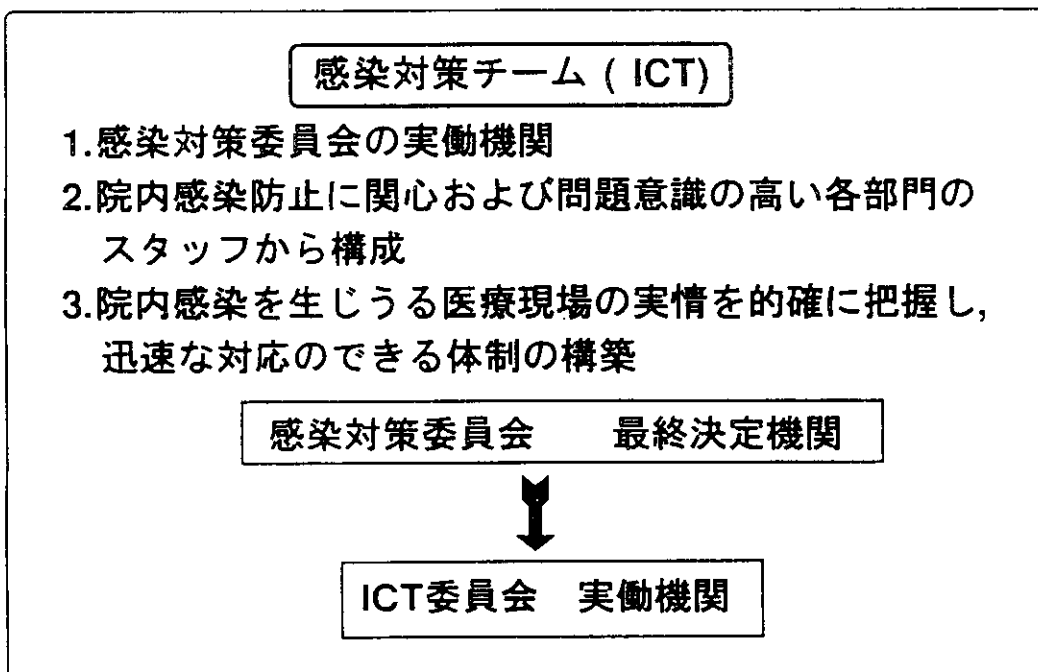 感染対策チーム ( ICT)
1.感染対策委員会の実働機関
2.院内感染防止に関心および問題意識の高い各部門の
スタッフから構成
3.院内感染を生じうる医療現場の実情を的確に把握し,
迅速な対応のできる体制の構築
感染対策委員会　　最終決定機関
ICT委員会　実働機関